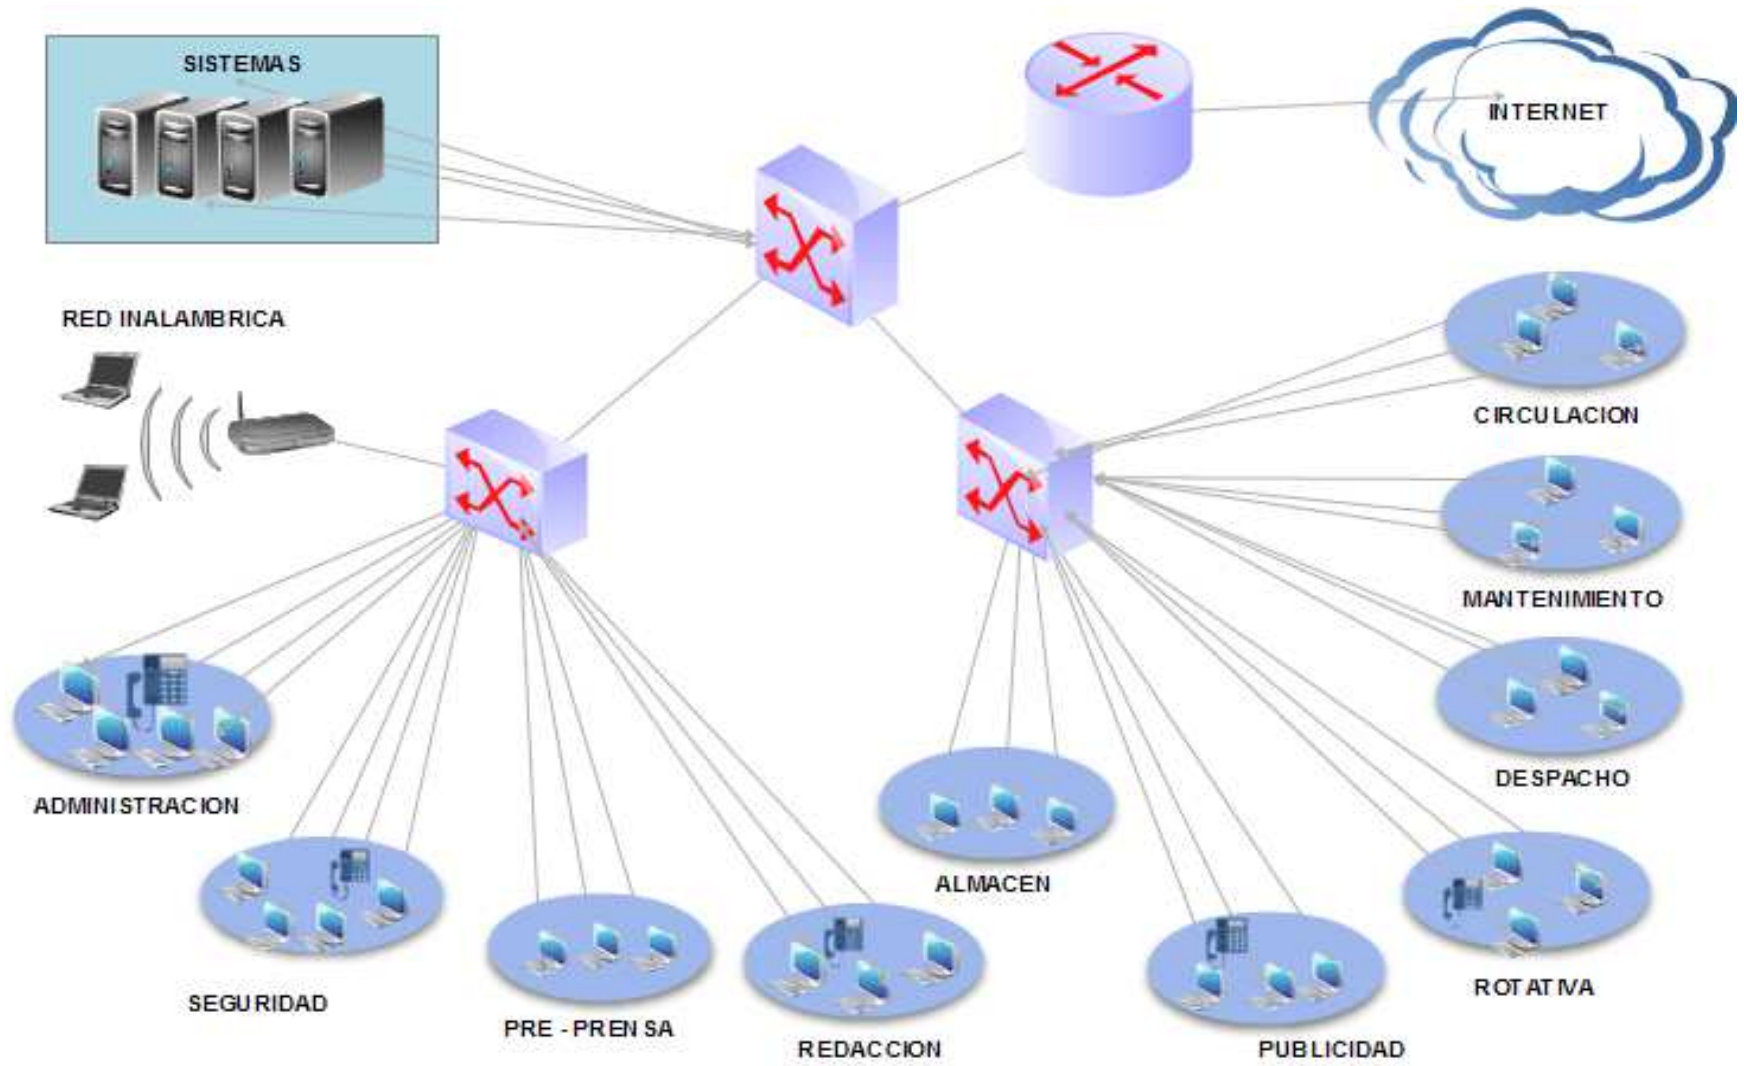 SISTEMAS
INTERNET
RED INALAMBRICA
CIRCULACION
MANTENIMIENTO
DESPACHO
ADMINISTRACION
ALMACEN
ROTATIVA
SEGURIDAD
PRE - PRENSA
REDACCION
PUBLICIDAD